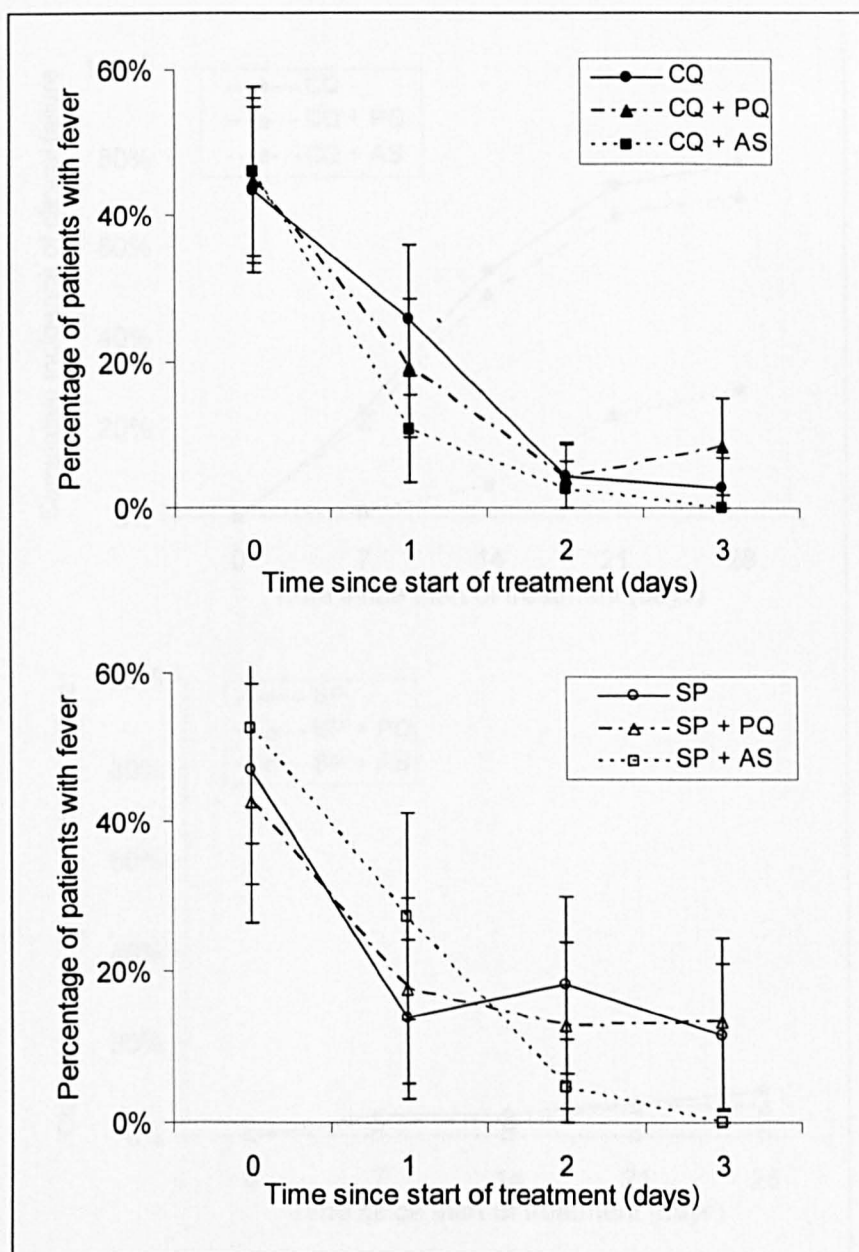 60%
40%
20%
0%
Percentage of patients with fever
CQ
CQ + PQ
CQ + AS
0 1 2 3
Time since start of treatment (days)
60%
40%
20%
0%
Percentage of patients with fever
SP
SP + PQ
SP + AS
0 1 2 3
Time since start of treatment (days)